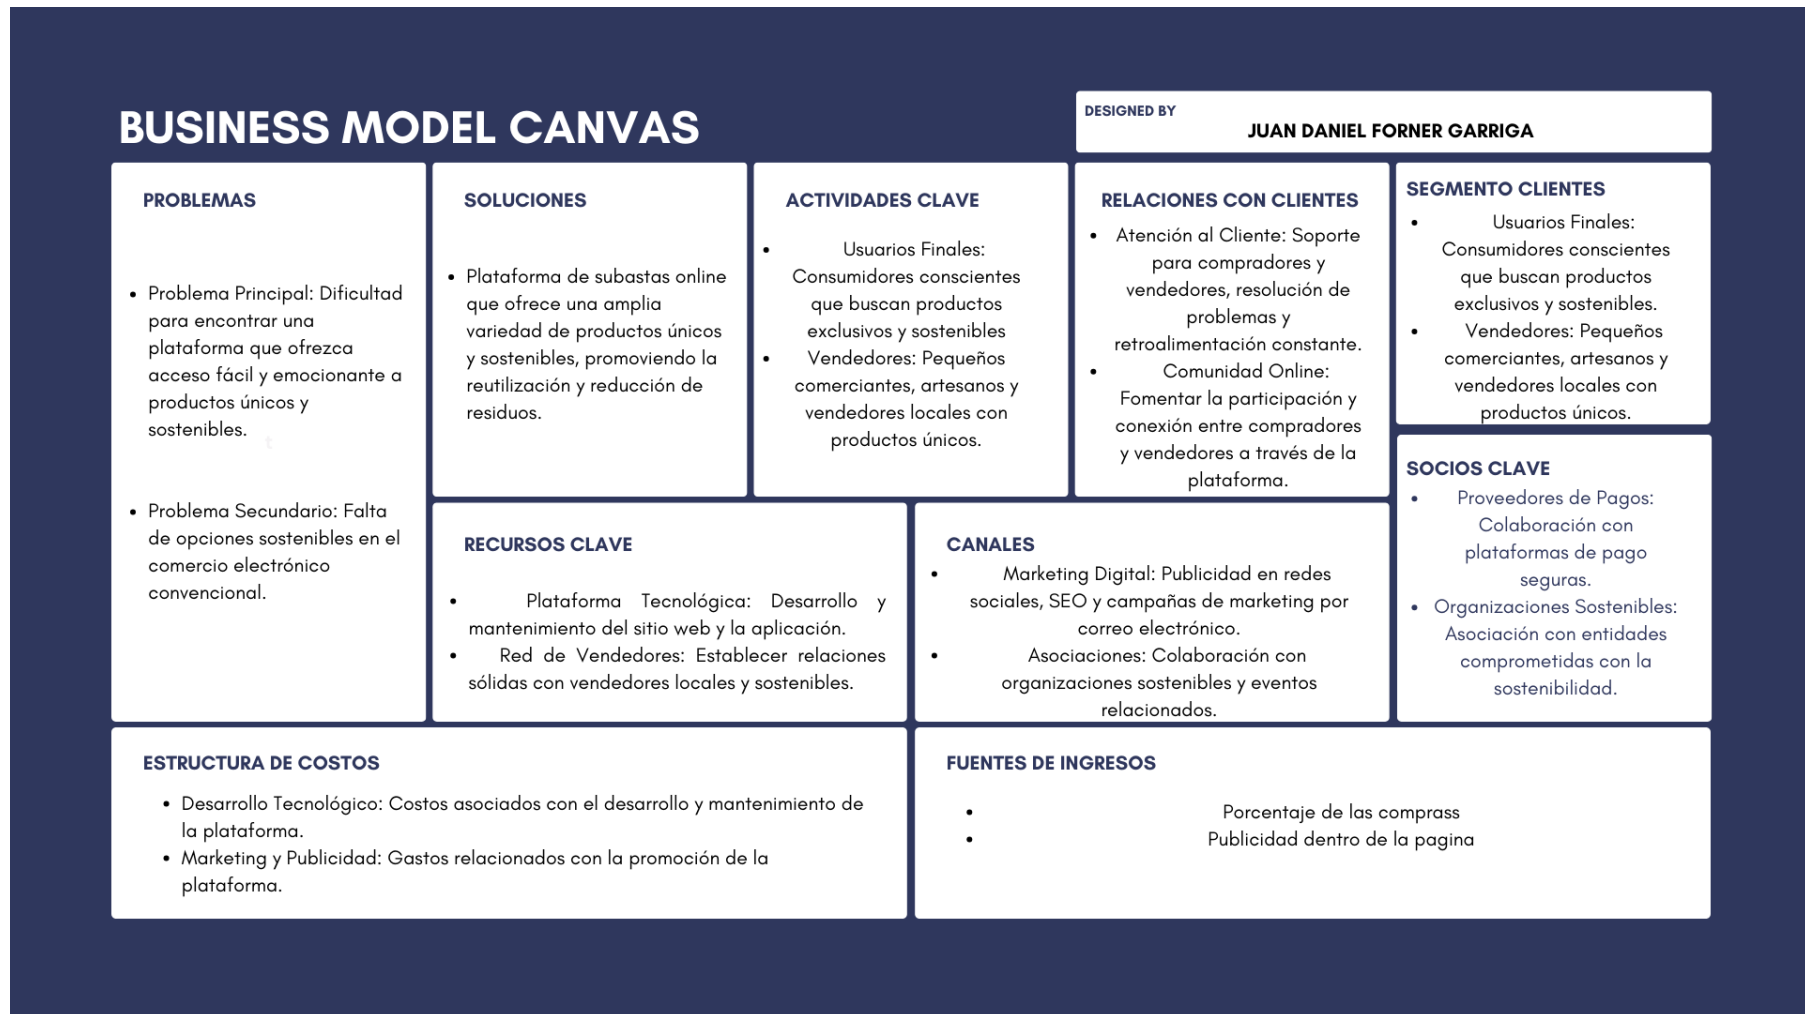 BUSINESS MODEL CANVAS
DESIGNED BY
JUAN DANIEL FORNER GARRIGA
PROBLEMAS
• Problema Principal: Dificultad
para encontrar una
plataforma que ofrezca
acceso fácil y emocionante a
productos únicos y
sostenibles.
t
• Problema Secundario: Falta
de opciones sostenibles en el
comercio electrónico
convencional.
SOLUCIONES
• Plataforma de subastas online
que ofrece una amplia
variedad de productos únicos
y sostenibles, promoviendo la
reutilización y reducción de
residuos.
ACTIVIDADES CLAVE
• Usuarios Finales:
Consumidores conscientes
que buscan productos
exclusivos y sostenibles
• Vendedores: Pequeños
comerciantes, artesanos y
vendedores locales con
productos únicos.
RELACIONES CON CLIENTES
• Atención al Cliente: Soporte
para compradores y
vendedores, resolución de
problemas y
retroalimentación constante.
• Comunidad Online:
Fomentar la participación y
conexión entre compradores
y vendedores a través de la
plataforma.
SEGMENTO CLIENTES
• Usuarios Finales:
Consumidores conscientes
que buscan productos
exclusivos y sostenibles.
• Vendedores: Pequeños
comerciantes, artesanos y
vendedores locales con
productos únicos.
SOCIOS CLAVE
• Proveedores de Pagos:
Colaboración con
plataformas de pago
seguras.
• Organizaciones Sostenibles:
Asociación con entidades
comprometidas con la
sostenibilidad.
RECURSOS CLAVE
• Plataforma Tecnológica: Desarrollo y
mantenimiento del sitio web y la aplicación.
• Red de Vendedores: Establecer relaciones
sólidas con vendedores locales y sostenibles.
CANALES
• Marketing Digital: Publicidad en redes
sociales, SEO y campañas de marketing por
correo electrónico.
• Asociaciones: Colaboración con
organizaciones sostenibles y eventos
relacionados.
ESTRUCTURA DE COSTOS
• Desarrollo Tecnológico: Costos asociados con el desarrollo y mantenimiento de
la plataforma.
• Marketing y Publicidad: Gastos relacionados con la promoción de la
plataforma.
FUENTES DE INGRESOS
• Porcentaje de las comprass
• Publicidad dentro de la pagina